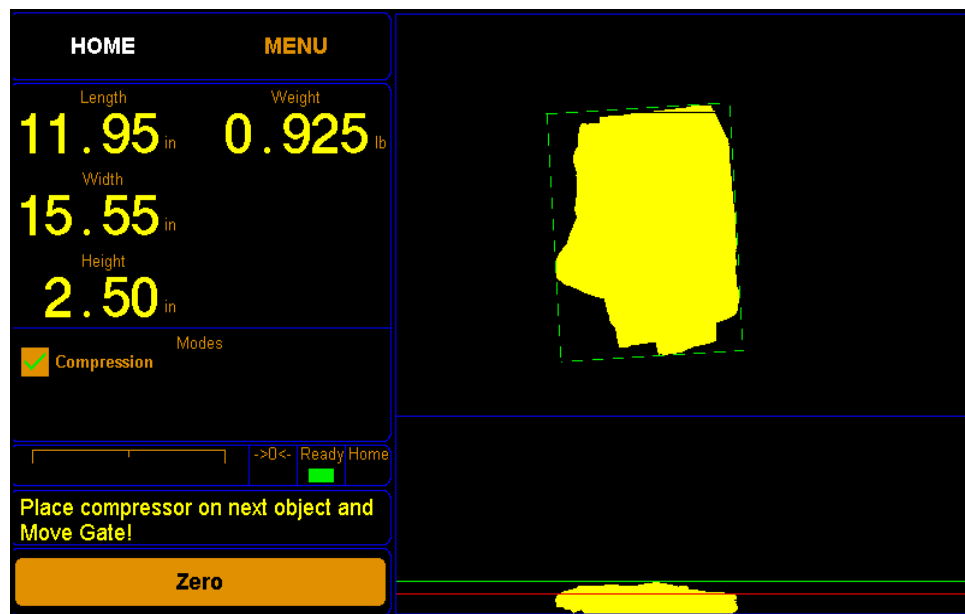 HOME MENU
Length Weight
11.95 in 0.925 lb
Width
15.55 in
Height
2.50 in
Modes
Compression
->0<- Ready Home
Place compressor on next object and
Move Gate!
Zero